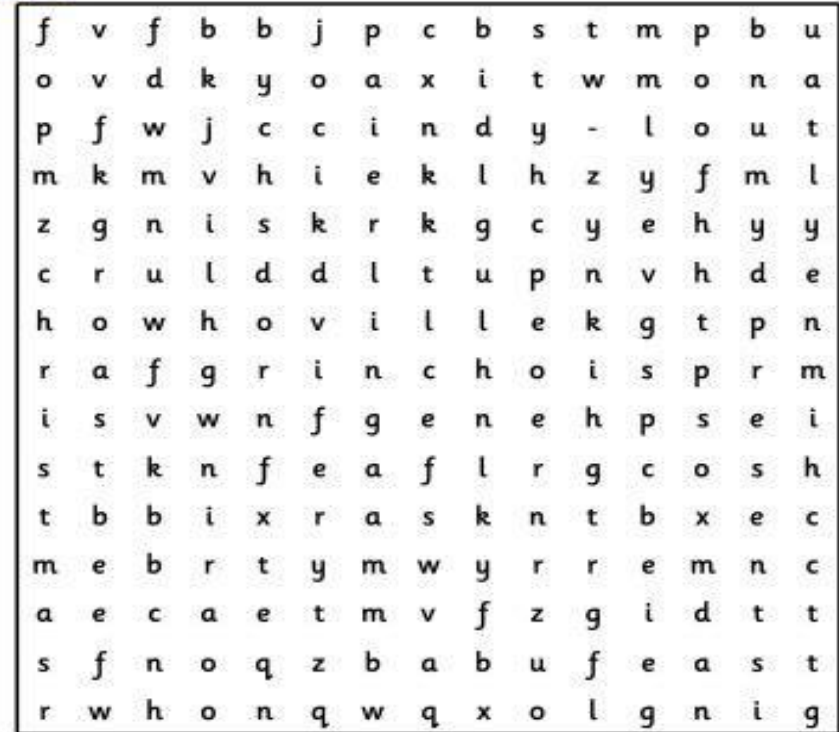 f v f b b j p c b s t m p b u
o v d k y o a x i t w m o n a
p f w j c c i n d y - l o u t
m k m v h i e k l h z y f m l
z g n i s k r k g c y e h y y
c r u l d d l t u p n v h d e
h o w h o v i l l e k g t p n
r a f g r i n c h o i s p r m
i s v w n f g e n e h p s e i
s t k n f e a f l r g c o s h
t b b i x r a s k n t b x e c
m e b r t y m w y r r e m n c
a e c a e t m v f z g i d t t
s f n o q z b a b u f e a s t
r w h o n q w q x o l g n i g